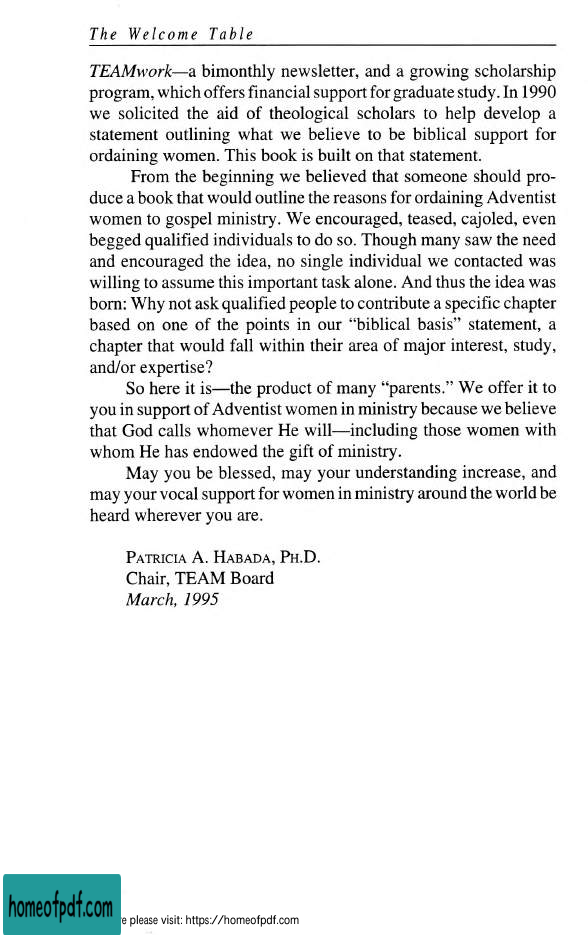 The Welcome Table
TEAMwork—a bimonthly newsletter, and a growing scholarship
program, which offers financial support for graduate study. In 1990
we solicited the aid of theological scholars to help develop a
statement outlining what we believe to be biblical support for
ordaining women. This book is built on that statement.
From the beginning we believed that someone should pro-
duce a book that would outline the reasons for ordaining Adventist
women to gospel ministry. We encouraged, teased, cajoled, even
begged qualified individuals to do so. Though many saw the need
and encouraged the idea, no single individual we contacted was
willing to assume this important task alone. And thus the idea was
born: Why not ask qualified people to contribute a specific chapter
based on one of the points in our “biblical basis” statement, a
chapter that would fall within their area of major interest, study,
and/or expertise?
So here it is—the product of many “parents.” We offer it to
you in support of Adventist women in ministry because we believe
that God calls whomever He will—including those women with
whom He has endowed the gift of ministry.
May you be blessed, may your understanding increase, and
may your vocal support for women in ministry around the world be
heard wherever you are.
PATRICIA A. HABADA, PH.D.
Chair, TEAM Board
March, 1995
homeofpdf.com
please visit: https://homeofpdf.com